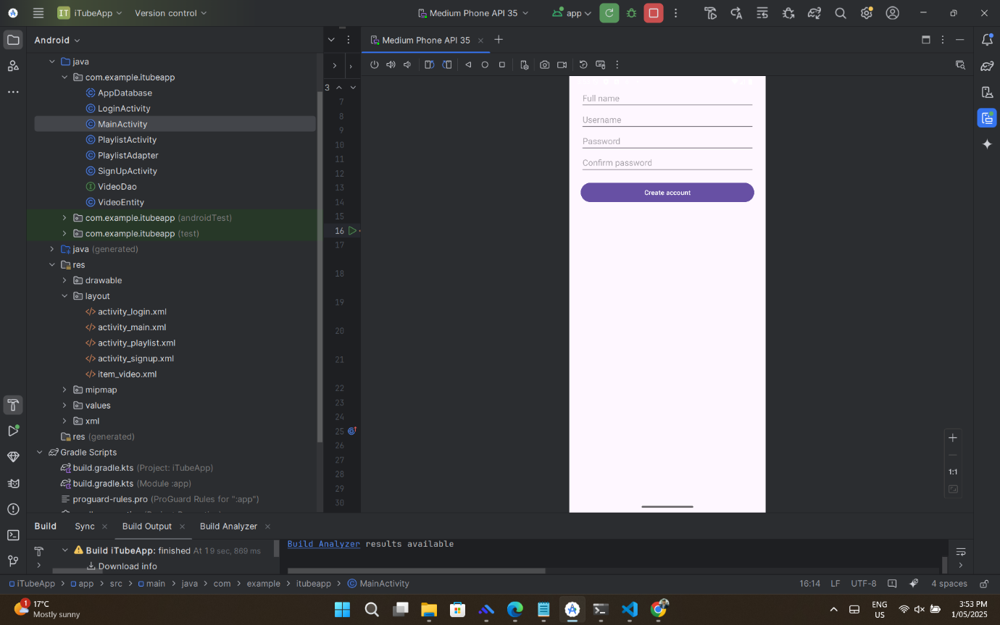 IT iTubeApp Version control Medium Phone API 35 app
Android Medium Phone API 35
java
com.example.itubeapp
AppDatabase
LoginActivity
MainActivity
PlaylistActivity
PlaylistAdapter
SignUpActivity
VideoDao
VideoEntity
com.example.itubeapp (androidTest)
com.example.itubeapp (test)
java (generated)
res
drawable
layout
activity_login.xml
activity_main.xml
activity_playlist.xml
activity_signup.xml
item_video.xml
mipmap
values
xml
res (generated)
Gradle Scripts
build.gradle.kts (Project: iTubeApp)
build.gradle.kts (Module :app)
proguard-rules.pro (ProGuard Rules for ":app")
3
7
8
9
10
11
12
13
14
15
16
17
18
19
20
21
22
23
24
25
26
27
28
29
30
Full name
Username
Password
Confirm password
Create account
1:1
Build Sync Build Output Build Analyzer
Build iTubeApp: finished At 1 9 sec, 869 ms
Download info
Build Analyzer results available
iTubeApp > app > src > main > java > com > example > itubeapp > MainActivity 16:14 LF UTF-8 4 spaces
1
17°C
Mostly sunny
ENG
US
3:53 PM
1/05/2025